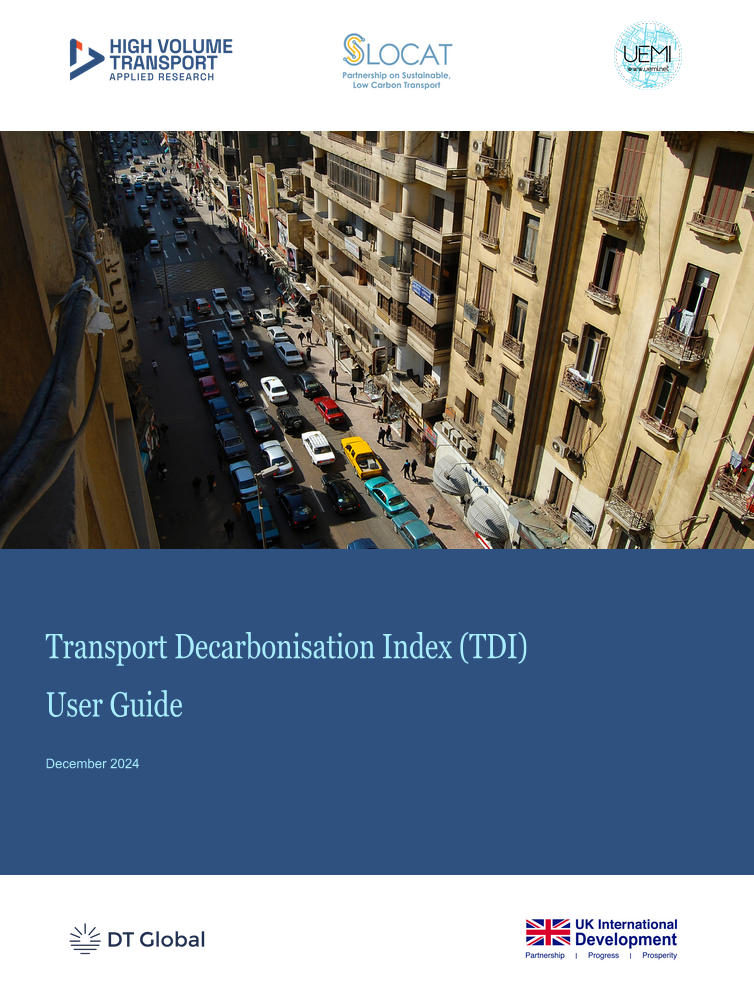 HIGH VOLUME
TRANSPORT
APPLIED RESEARCH
SLOCAT
Partnership on Sustainable,
Low Carbon Transport
UEMI
www.uemi.net
Transport Decarbonisation Index (TDI)
User Guide
December 2024
DT Global
UK International
Development
Partnership | Progress | Prosperity